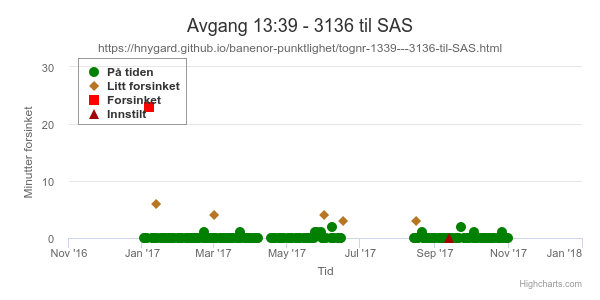 Avgang 13:39 - 3136 til SAS
https://hnygard.github.io/banenor-punktlighet/tognr-1339---3136-til-SAS.html
Minutter forsinket
30
20
10
0
På tiden
Litt forsinket
Forsinket
Innstilt
Nov '16 Jan '17 Mar '17 May '17 Jul '17 Sep '17 Nov '17 Jan '18
Tid
Highcharts.com